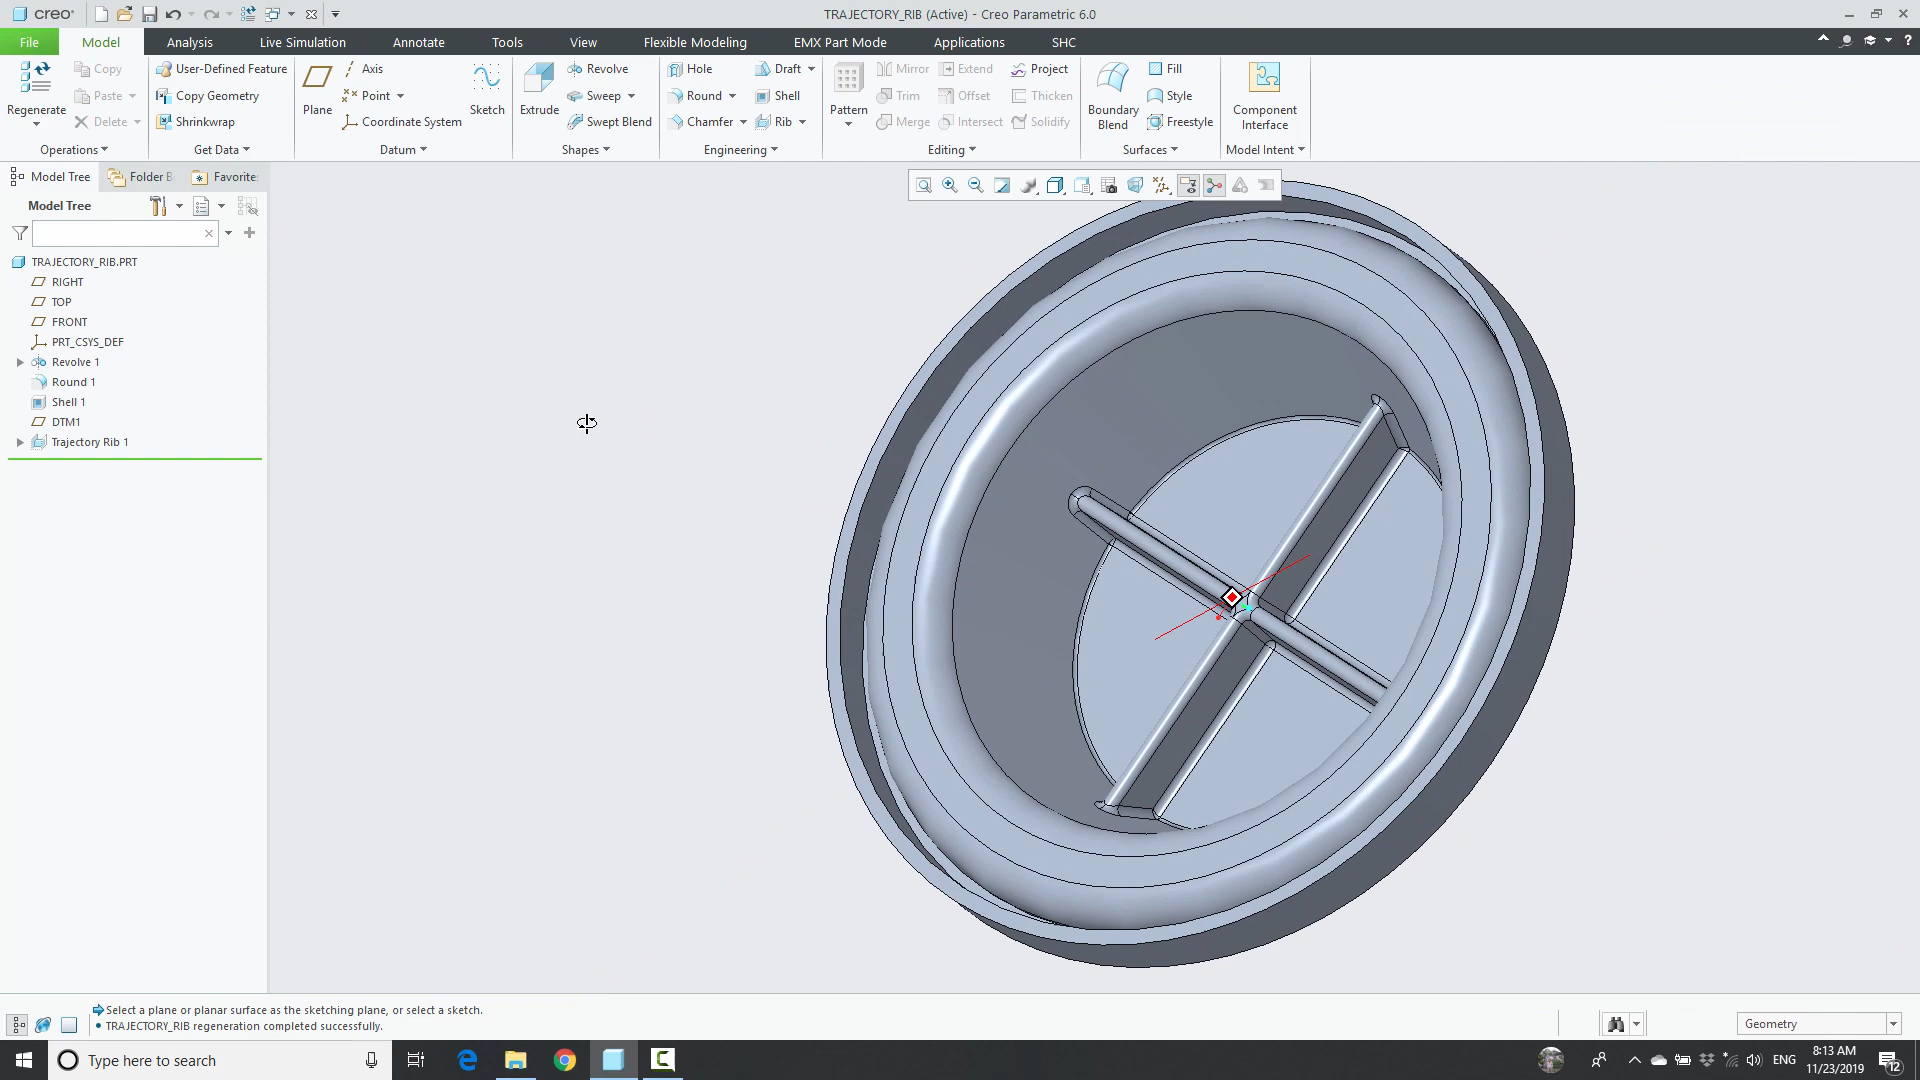 creo
TRAJECTORY_RIB (Active) - Creo Parametric 6.0
File Model Analysis Live Simulation Annotate Tools View Flexible Modeling EMX Part Mode Applications SHC ?
Regenerate
Copy
Paste
Delete
Operations
User-Defined Feature
Copy Geometry
Shrinkwrap
Get Data
Plane
Axis
Point
Coordinate System
Sketch
Datum
Extrude
Revolve
Sweep
Swept Blend
Shapes
Hole
Round
Chamfer
Draft
Shell
Rib
Engineering
Pattern
Mirror
Trim
Merge
Extend
Offset
Intersect
Project
Thicken
Solidify
Editing
Boundary
Blend
Fill
Style
Freestyle
Surfaces
Component
Interface
Model Intent
Model Tree Folder B Favorite
Model Tree
TRAJECTORY_RIB.PRT
RIGHT
TOP
FRONT
PRT_CSYS_DEF
Revolve 1
Round 1
Shell 1
DTM1
Trajectory Rib 1
Select a plane or planar surface as the sketching plane, or select a sketch.
• TRAJECTORY_RIB regeneration completed successfully.
Geometry
Type here to search
ENG
8:13 AM
11/23/2019
12